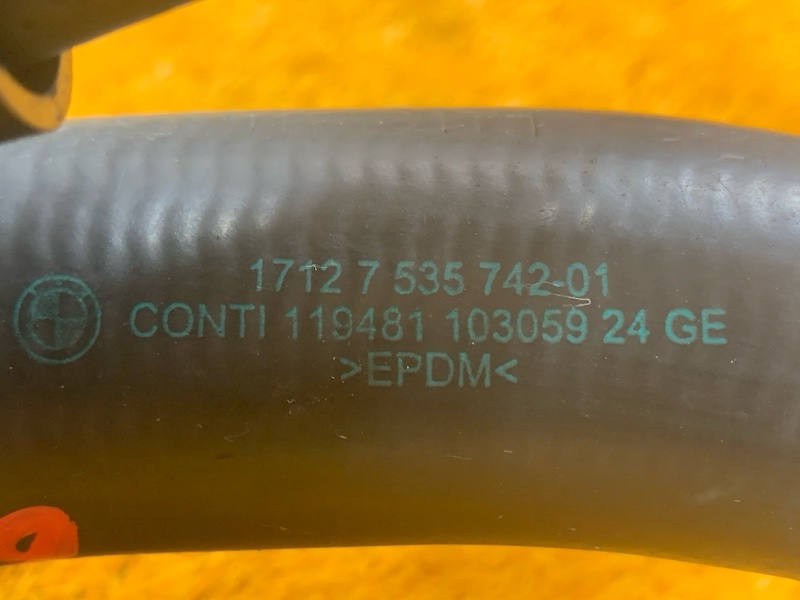 1712 7 535 742-01
CONTI 119481 103059 24 GE
>EPDM<